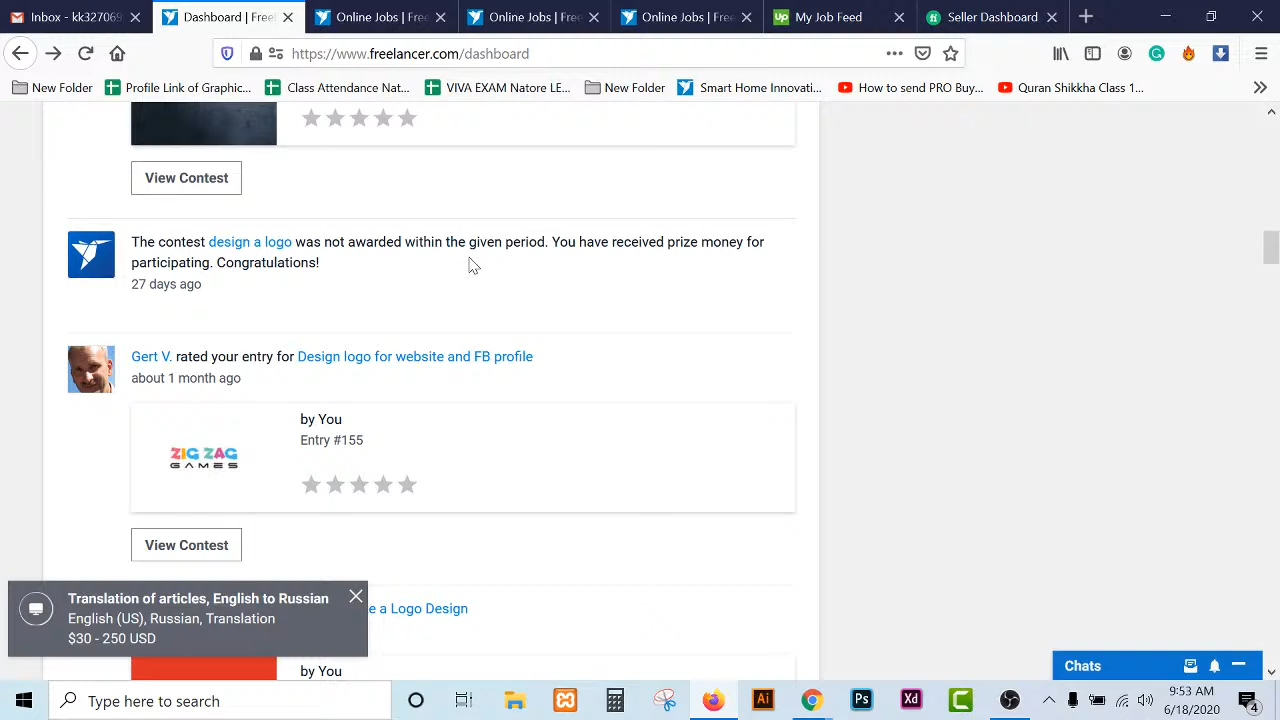 Inbox - kk327069
Dashboard | Free
Online Jobs | Free
Online Jobs | Free
Online Jobs | Free
My Job Feed
Seller Dashboard
https://www.freelancer.com/dashboard
New Folder
Probile Link of Graphic...
Class Attendance Nat...
VIVA EXAM Natore LE...
New Folder
Smart Home Innovati...
How to send PRO Buy...
Quran Shikkha Class 1...
View Contest
The contest design a logo was not awarded within the given period. You have received prize money for
participating. Congratulations!
27 days ago
Gert V. rated your entry for Design logo for website and FB profile
about 1 month ago
by You
Entry #155
ZIG ZAG
GAMES
View Contest
Translation of articles, English to Russian
English (US), Russian, Translation
$30 - 250 USD
e a Logo Design
by You
Chats
Type here to search
9:53 AM
6/18/2020
4